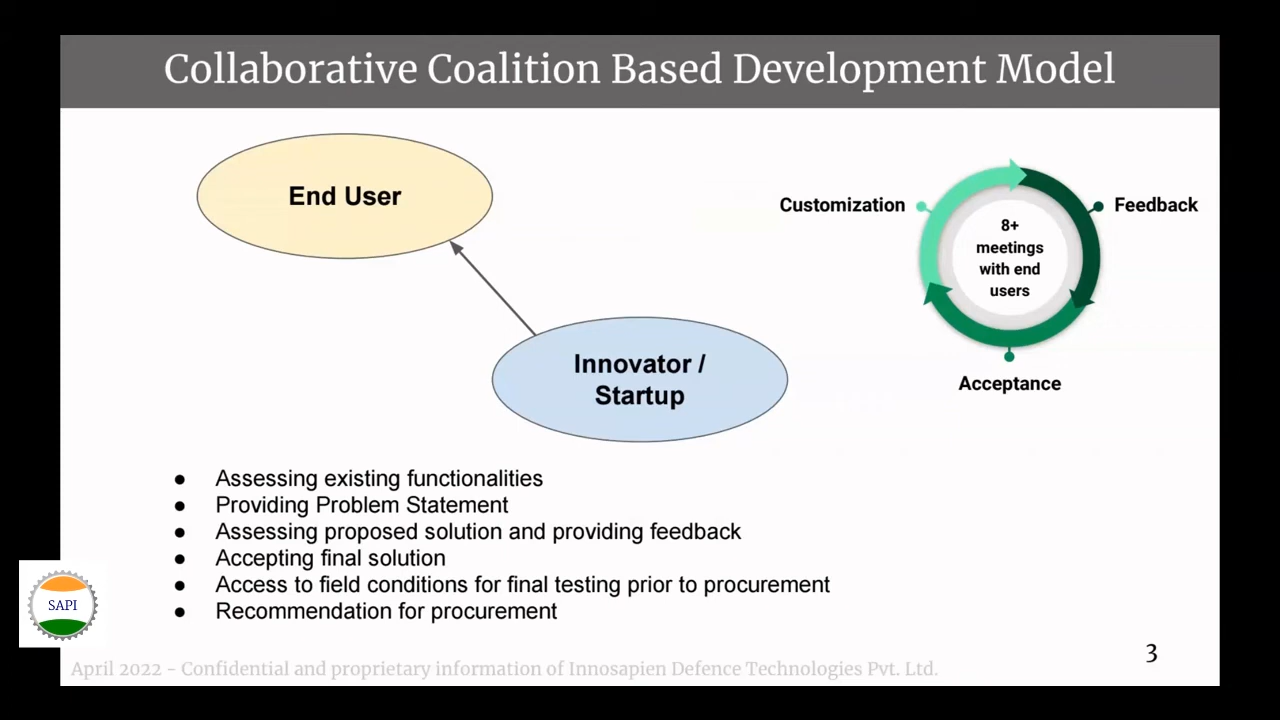 Collaborative Coalition Based Development Model
End User
Customization
Feedback
8+
meetings
with end
users
Innovator /
Startup
Acceptance
● Assessing existing functionalities
● Providing Problem Statement
● Assessing proposed solution and providing feedback
● Accepting final solution
● Access to field conditions for final testing prior to procurement
● Recommendation for procurement
SAPI
3
April 2022 - Confidential and proprietary information of Innosapien Defence Technologies Pvt. Ltd.